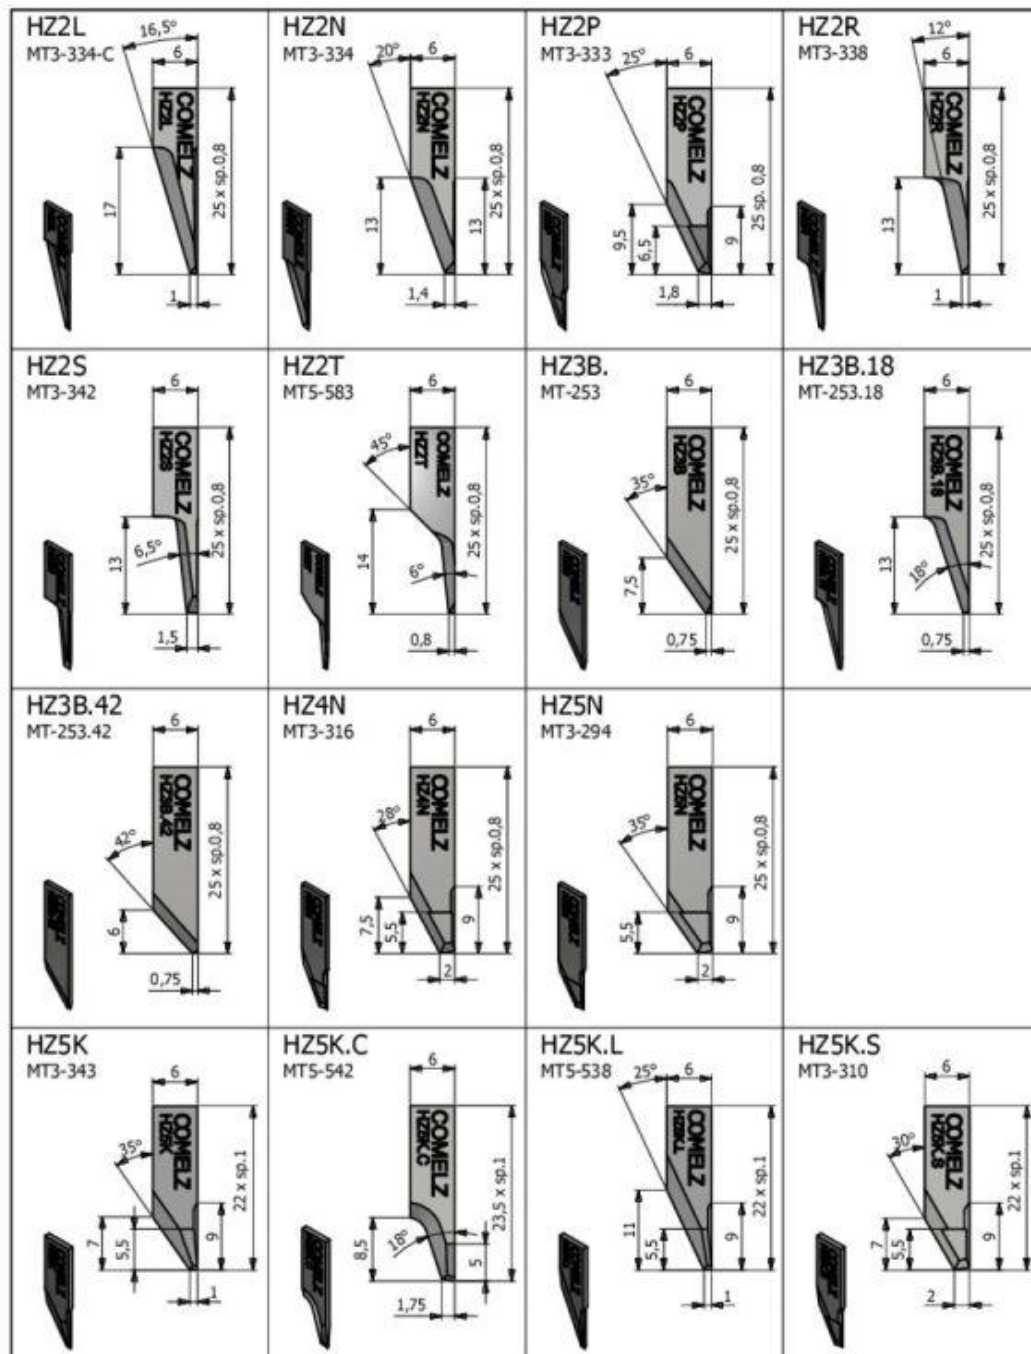 HZ2L
MT3-334-C
16,5°
6
COMELZ
HZ2L
17
25 x sp.0,8
1
HZ2N
MT3-334
20°
6
COMELZ
HZ2N
13
13
25 x sp.0,8
1,4
HZ2P
MT3-333
25°
6
COMELZ
HZ2P
9,5
6,5
9
25 sp. 0,8
1,8
HZ2R
MT3-338
12°
6
COMELZ
HZ2R
13
25 x sp.0,8
1
HZ2S
MT3-342
6
COMELZ
HZ2S
13
6,5°
25 x sp.0,8
1,5
HZ2T
MT5-583
6
45°
COMELZ
HZ2T
14
6°
25 x sp.0,8
0,8
HZ3B.
MT-253
6
35°
COMELZ
HZ3B
7,5
25 x sp.0,8
0,75
HZ3B.18
MT-253.18
6
COMELZ
HZ3B.18
13
18°
25 x sp.0,8
0,75
HZ3B.42
MT-253.42
6
42°
COMELZ
HZ3B.42
6
25 x sp.0,8
0,75
HZ4N
MT3-316
6
28°
COMELZ
HZ4N
7,5
5,5
9
25 x sp.0,8
2
HZ5N
MT3-294
6
35°
COMELZ
HZ5N
5,5
9
25 x sp.0,8
2
HZ5K
MT3-343
6
35°
COMELZ
HZ5K
7
5,5
9
22 x sp.1
1
HZ5K.C
MT5-542
6
COMELZ
HZ5K.C
8,5
18°
5
23,5 x sp.1
1,75
HZ5K.L
MT5-538
25°
6
COMELZ
HZ5K.L
11
5,5
9
22 x sp.1
1
HZ5K.S
MT3-310
6
30°
COMELZ
HZ5K.S
7
5,5
9
22 x sp.1
2